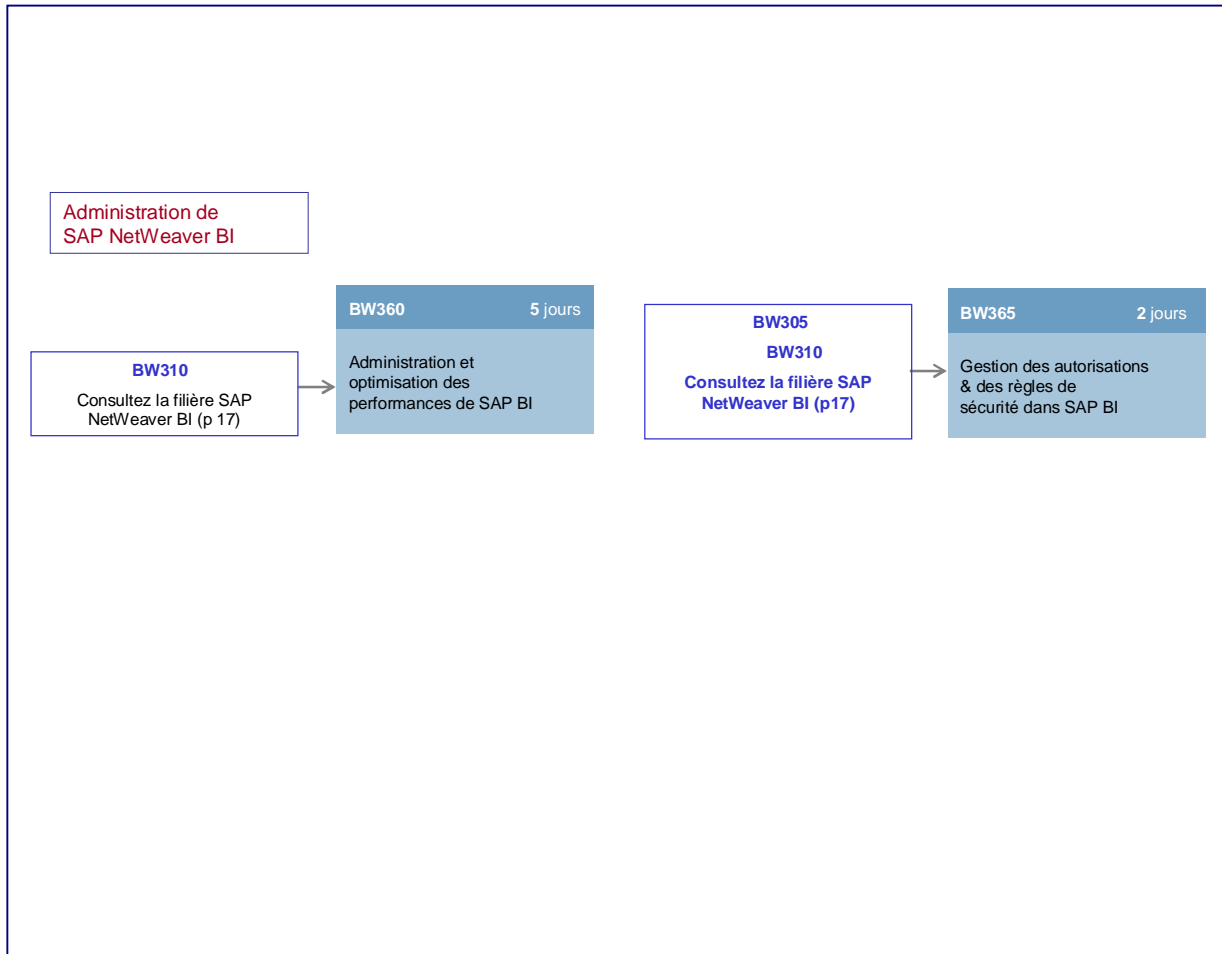 Administration de
SAP NetWeaver BI
BW310
Consultez la filière SAP
NetWeaver BI (p 17)
BW360 5 jours
Administration et
optimisation des
performances de SAP BI
BW305
BW310
Consultez la filière SAP
NetWeaver BI (p17)
BW365 2 jours
Gestion des autorisations
& des règles de
sécurité dans SAP BI